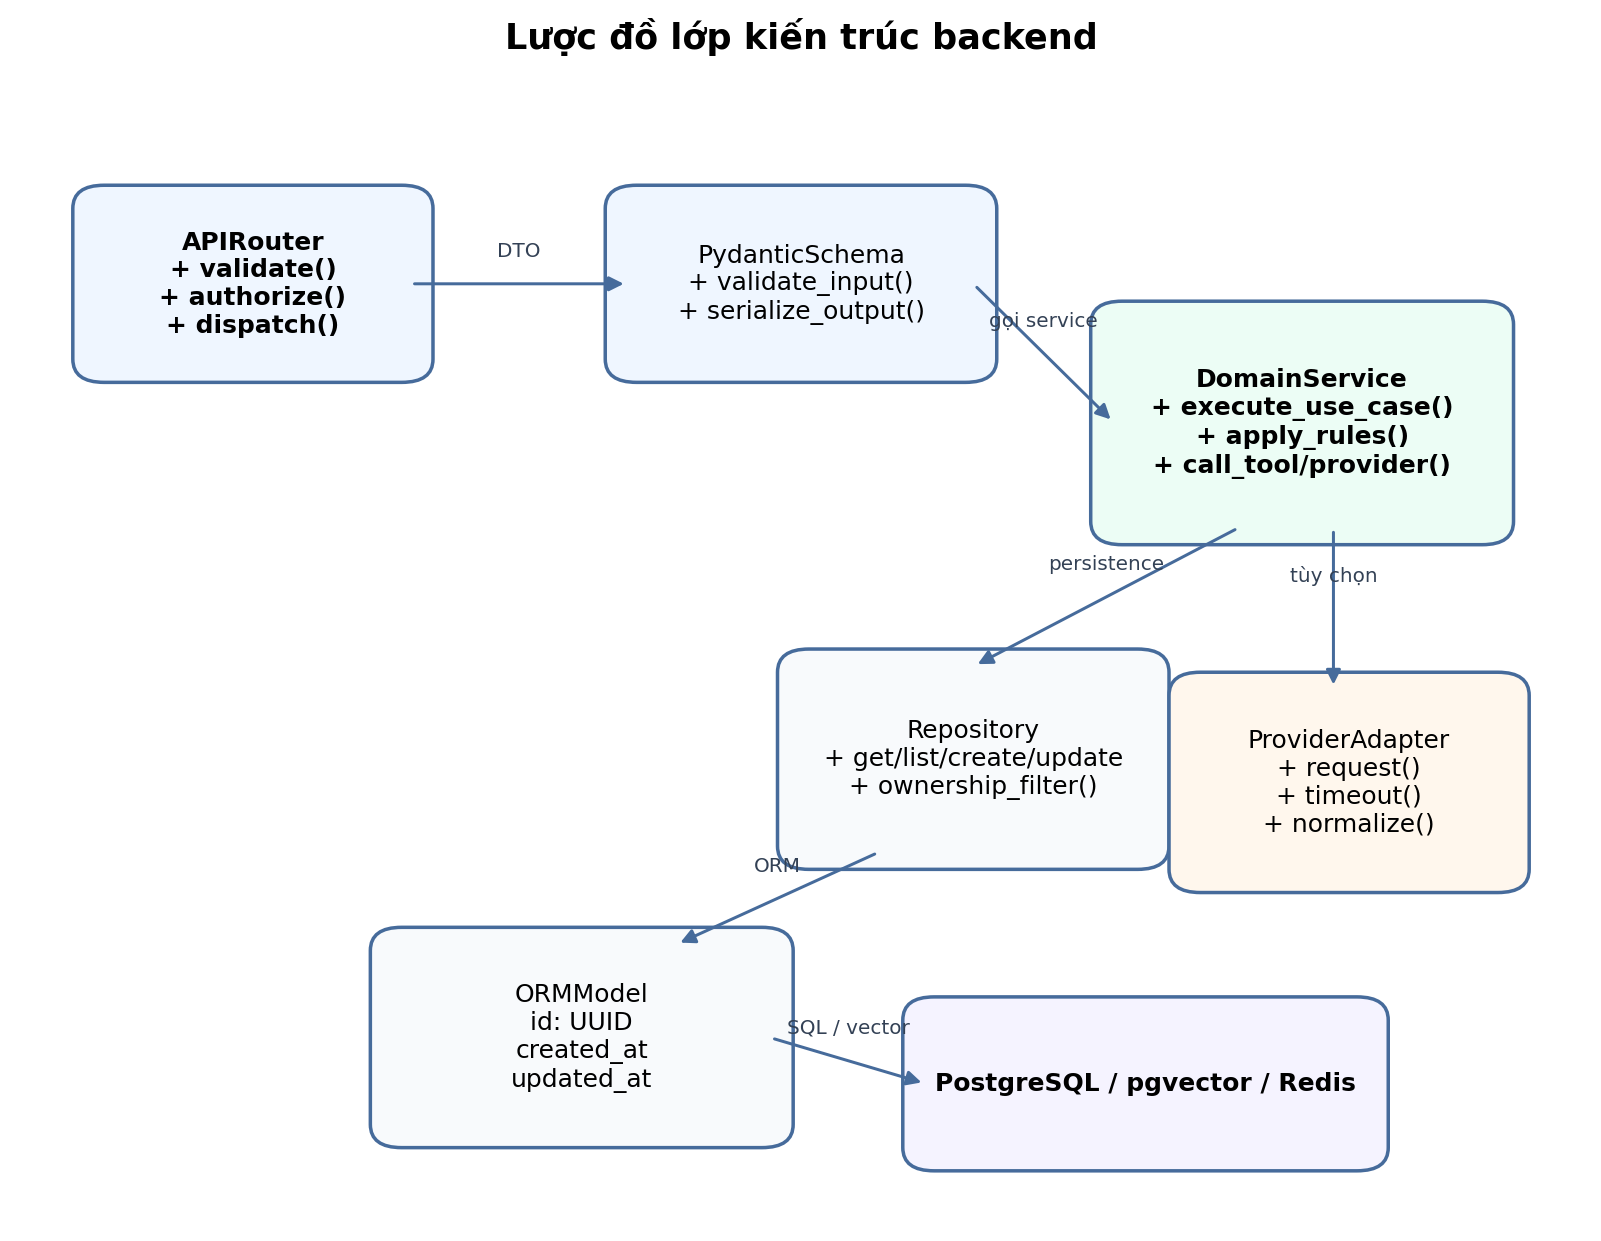 Lược đồ lớp kiến trúc backend
APIRouter
+ validate()
+ authorize()
+ dispatch()
DTO
PydanticSchema
+ validate_input()
+ serialize_output()
gọi service
DomainService
+ execute_use_case()
+ apply_rules()
+ call_tool/provider()
persistence
tùy chọn
Repository
+ get/list/create/update
+ ownership_filter()
ProviderAdapter
+ request()
+ timeout()
+ normalize()
ORM
ORMModel
id: UUID
created_at
updated_at
SQL / vector
PostgreSQL / pgvector / Redis